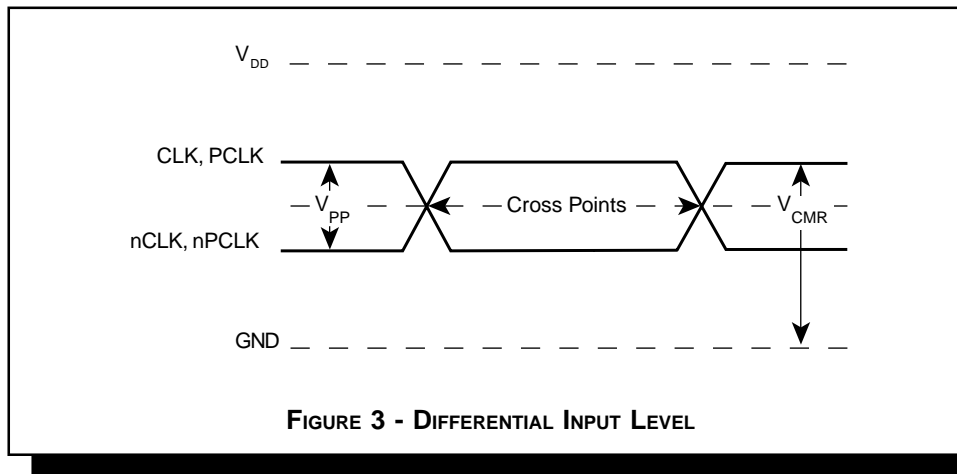 VDD
CLK, PCLK
VPP
Cross Points
VCMR
nCLK, nPCLK
GND
FIGURE 3 - DIFFERENTIAL INPUT LEVEL